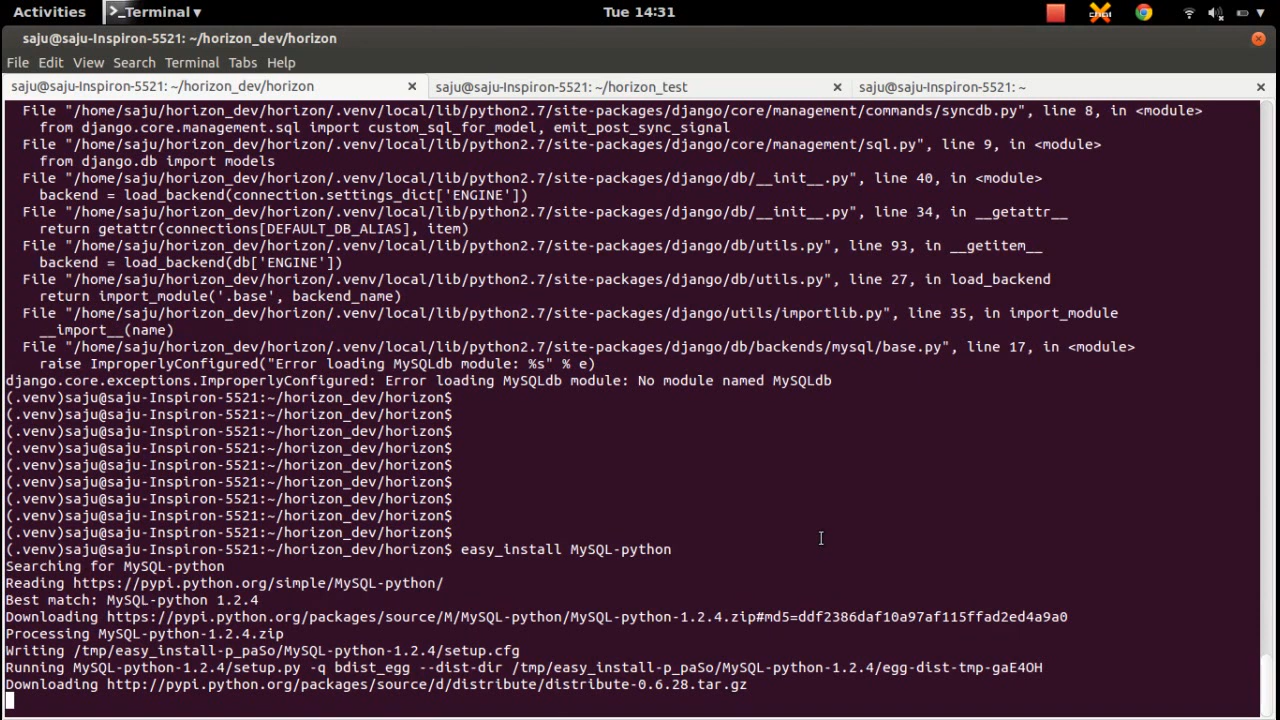 Activities
Terminal
Tue 14:31
saju@saju-Inspiron-5521: ~/horizon_dev/horizon
File Edit View Search Terminal Tabs Help
saju@saju-Inspiron-5521: ~/horizon_dev/horizon
saju@saju-Inspiron-5521: ~/horizon_test
saju@saju-Inspiron-5521: ~
File "/home/saju/horizon_dev/horizon/.venv/local/lib/python2.7/site-packages/django/core/management/commands/syncdb.py", line 8, in <module>
from django.core.management.sql import custom_sql_for_model, emit_post_sync_signal
File "/home/saju/horizon_dev/horizon/.venv/local/lib/python2.7/site-packages/django/core/management/sql.py", line 9, in <module>
from django.db import models
File "/home/saju/horizon_dev/horizon/.venv/local/lib/python2.7/site-packages/django/db/__init__.py", line 40, in <module>
backend = load_backend(connection.settings_dict['ENGINE'])
File "/home/saju/horizon_dev/horizon/.venv/local/lib/python2.7/site-packages/django/db/__init__.py", line 34, in __getattr__
return getattr(connections[DEFAULT_DB_ALIAS], item)
File "/home/saju/horizon_dev/horizon/.venv/local/lib/python2.7/site-packages/django/db/utils.py", line 93, in __getitem__
backend = load_backend(db['ENGINE'])
File "/home/saju/horizon_dev/horizon/.venv/local/lib/python2.7/site-packages/django/db/utils.py", line 27, in load_backend
return import_module('.base', backend_name)
File "/home/saju/horizon_dev/horizon/.venv/local/lib/python2.7/site-packages/django/utils/importlib.py", line 35, in import_module
__import__(name)
File "/home/saju/horizon_dev/horizon/.venv/local/lib/python2.7/site-packages/django/db/backends/mysql/base.py", line 17, in <module>
raise ImproperlyConfigured("Error loading MySQLdb module: %s" % e)
django.core.exceptions.ImproperlyConfigured: Error loading MySQLdb module: No module named MySQLdb
(.venv)saju@saju-Inspiron-5521:~/horizon_dev/horizon$
(.venv)saju@saju-Inspiron-5521:~/horizon_dev/horizon$
(.venv)saju@saju-Inspiron-5521:~/horizon_dev/horizon$
(.venv)saju@saju-Inspiron-5521:~/horizon_dev/horizon$
(.venv)saju@saju-Inspiron-5521:~/horizon_dev/horizon$
(.venv)saju@saju-Inspiron-5521:~/horizon_dev/horizon$
(.venv)saju@saju-Inspiron-5521:~/horizon_dev/horizon$
(.venv)saju@saju-Inspiron-5521:~/horizon_dev/horizon$
(.venv)saju@saju-Inspiron-5521:~/horizon_dev/horizon$
(.venv)saju@saju-Inspiron-5521:~/horizon_dev/horizon$ easy_install MySQL-python
Searching for MySQL-python
Reading https://pypi.python.org/simple/MySQL-python/
Best match: MySQL-python 1.2.4
Downloading https://pypi.python.org/packages/source/M/MySQL-python/MySQL-python-1.2.4.zip#md5=ddf2386daf10a97af115ffad2ed4a9a0
Processing MySQL-python-1.2.4.zip
Writing /tmp/easy_install-p_paSo/MySQL-python-1.2.4/setup.cfg
Running MySQL-python-1.2.4/setup.py -q bdist_egg --dist-dir /tmp/easy_install-p_paSo/MySQL-python-1.2.4/egg-dist-tmp-gaE4OH
Downloading http://pypi.python.org/packages/source/d/distribute/distribute-0.6.28.tar.gz